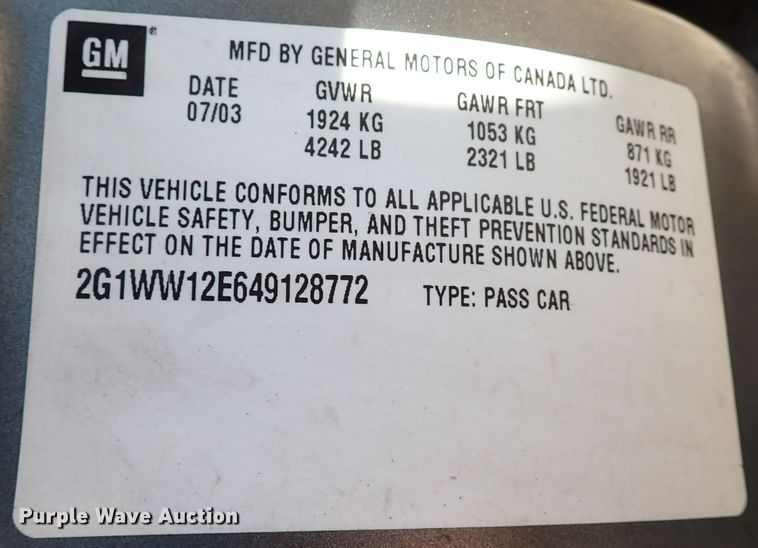 GM®
MFD BY GENERAL MOTORS OF CANADA LTD.
DATE GVWR GAWR FRT GAWR RR
07/03 1924 KG 1053 KG 871 KG
4242 LB 2321 LB 1921 LB
THIS VEHICLE CONFORMS TO ALL APPLICABLE U.S. FEDERAL MOTOR
VEHICLE SAFETY, BUMPER, AND THEFT PREVENTION STANDARDS IN
EFFECT ON THE DATE OF MANUFACTURE SHOWN ABOVE.
2G1WW12E649128772 TYPE: PASS CAR
Purple Wave Auction